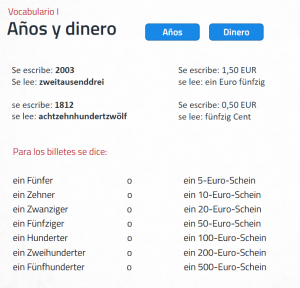 Vocabulario I
Años y dinero
Años Dinero
Se escribe: 2003 Se escribe: 1,50 EUR
Se lee: zweitausenddrei Se lee: ein Euro fünfzig
se escribe: 1812 Se escribe: 0,50 EUR
se lee: achtzehnhundertzwölf se lee: fünfzig Cent
Para los billetes se dice:
ein Fünfer o ein 5-Euro-Schein
ein Zehner o ein 10-Euro-Schein
ein Zwanziger o ein 20-Euro-Schein
ein Fünfziger o ein 50-Euro-Schein
ein Hunderter o ein 100-Euro-Schein
ein Zweihunderter o ein 200-Euro-Schein
ein Fünfhunderter o ein 500-Euro-Schein